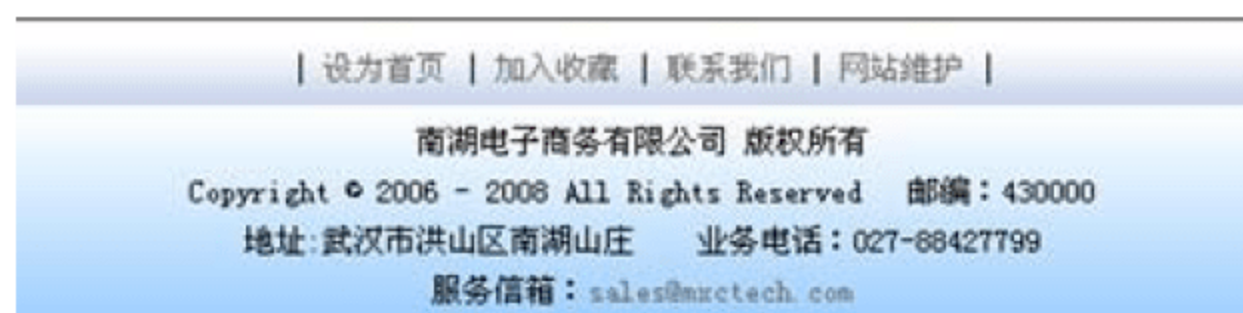 | 设为首页 | 加入收藏 | 联系我们 | 网站维护 |
南湖电子商务有限公司 版权所有
Copyright © 2006 - 2008 All Rights Reserved 邮编：430000
地址:武汉市洪山区南湖山庄 业务电话：027-88427799
服务信箱：sales@mxctech.com